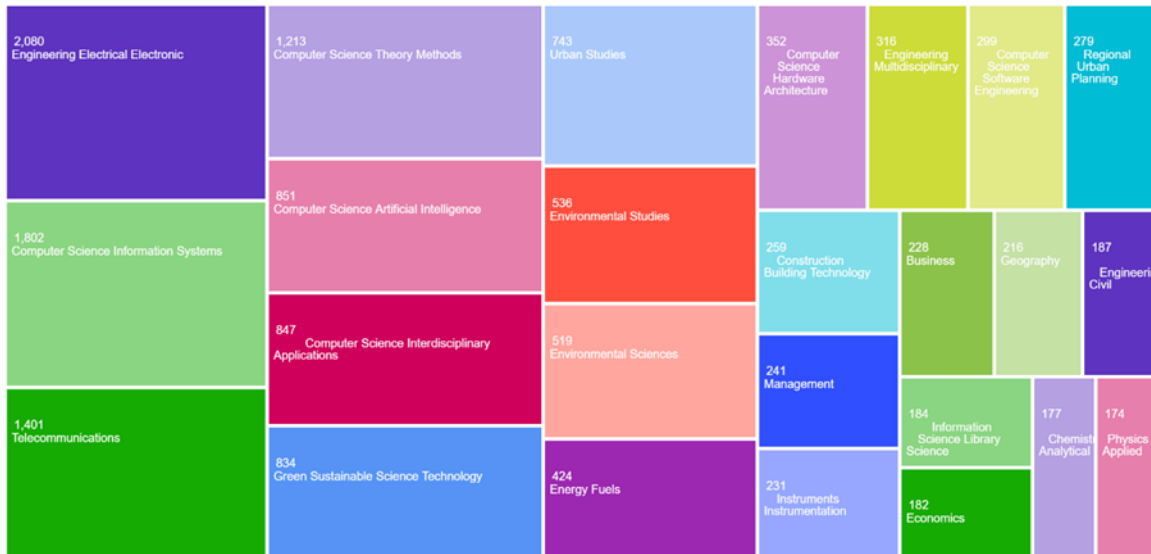 2,080
Engineering Electrical Electronic
1,802
Computer Science Information Systems
1,401
Telecommunications
1,213
Computer Science Theory Methods
851
Computer Science Artificial Intelligence
847
Computer Science Interdisciplinary
Applications
834
Green Sustainable Science Technology
743
Urban Studies
536
Environmental Studies
519
Environmental Sciences
424
Energy Fuels
352
Computer
Science
Hardware
Architecture
316
Engineering
Multidisciplinary
299
Computer
Science
Software
Engineering
279
Regional
Urban
Planning
259
Construction
Building Technology
241
Management
231
Instruments
Instrumentation
228
Business
216
Geography
187
Engineerin
Civil
184
Information
Science Library
Science
182
Economics
177
Chemistr
Analytical
174
Physics
Applied